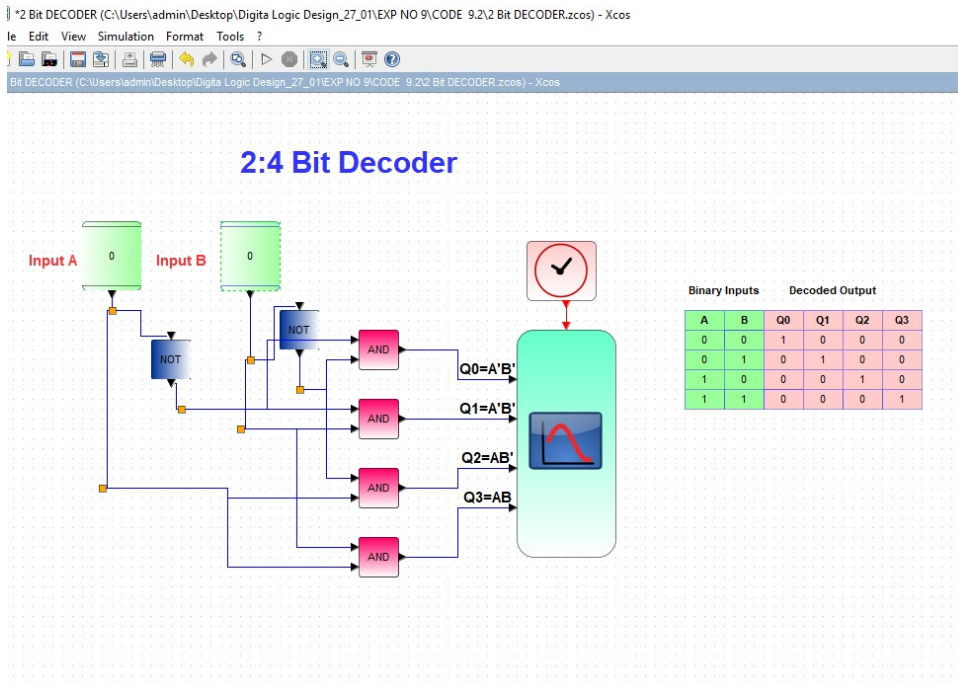 *2 Bit DECODER (C:\Users\admin\Desktop\Digita Logic Design_27_01\EXP NO 9\CODE 9.2\2 Bit DECODER.zcos) - Xcos
le Edit View Simulation Format Tools ?
Bit DECODER (C:\Users\admin\Desktop\Digita Logic Design_27_01\EXP NO 9\CODE 9.2\2 Bit DECODER.zcos) - Xcos
2:4 Bit Decoder
Input A
0
Input B
0
NOT
NOT
AND
Q0=A'B'
AND
Q1=A'B'
AND
Q2=AB'
AND
Q3=AB
Binary Inputs Decoded Output
A B Q0 Q1 Q2 Q3
0 0 1 0 0 0
0 1 0 1 0 0
1 0 0 0 1 0
1 1 0 0 0 1